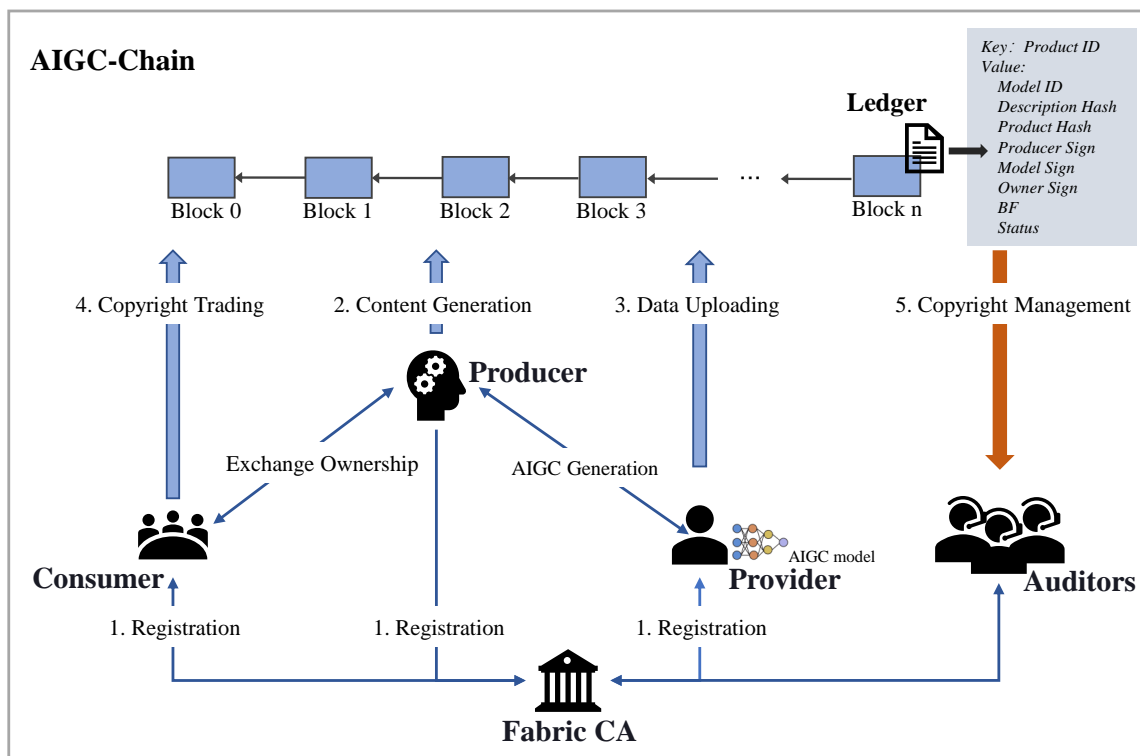 AIGC-Chain
Key: Product ID
Value:
Model ID
Description Hash
Product Hash
Producer Sign
Model Sign
Owner Sign
BF
Status
Ledger
...
Block 0
Block 1
Block 2
Block 3
Block n
4. Copyright Trading
2. Content Generation
3. Data Uploading
5. Copyright Management
Producer
Exchange Ownership
AIGC Generation
AIGC model
Consumer
Provider
Auditors
1. Registration
1. Registration
1. Registration
Fabric CA